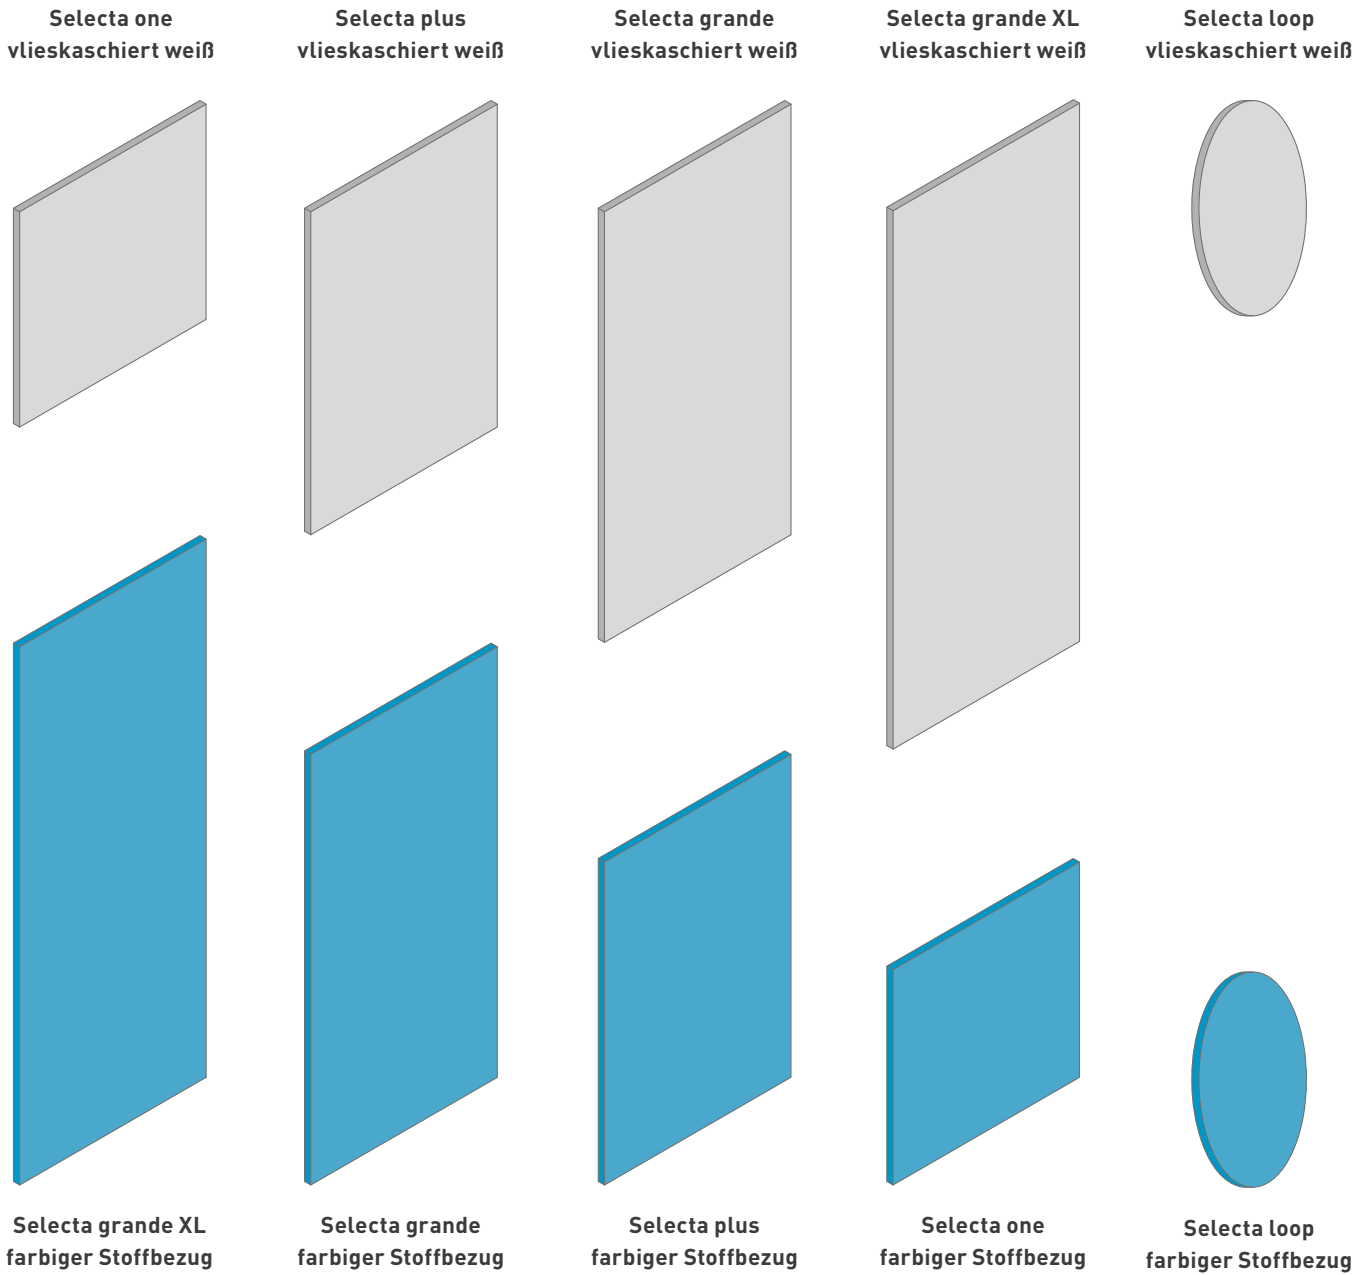 Selecta one
vlieskaschiert weiß
Selecta plus
vlieskaschiert weiß
Selecta grande
vlieskaschiert weiß
Selecta grande XL
vlieskaschiert weiß
Selecta loop
vlieskaschiert weiß
Selecta grande XL
farbiger Stoffbezug
Selecta grande
farbiger Stoffbezug
Selecta plus
farbiger Stoffbezug
Selecta one
farbiger Stoffbezug
Selecta loop
farbiger Stoffbezug